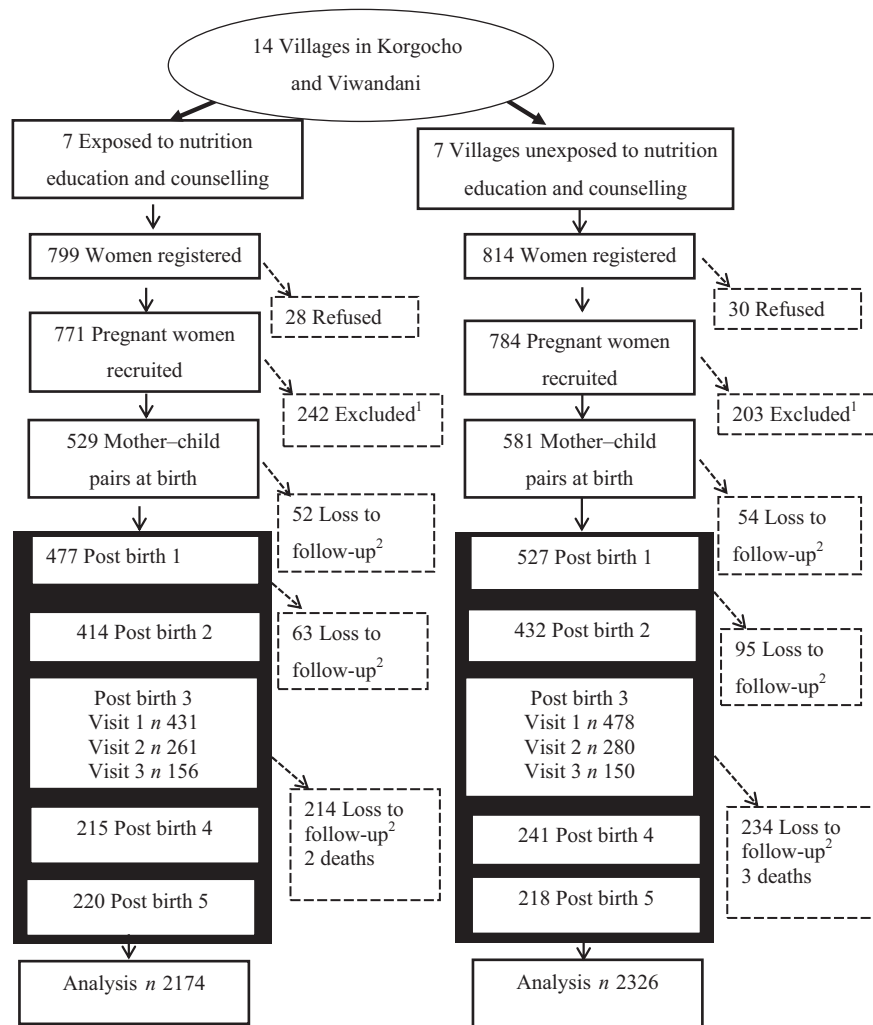 14 Villages in Korgocho
and Viwandani
7 Exposed to nutrition
education and counselling
7 Villages unexposed to nutrition
education and counselling
799 Women registered
814 Women registered
28 Refused
30 Refused
771 Pregnant women
recruited
784 Pregnant women
recruited
242 Excluded¹
203 Excluded¹
529 Mother–child
pairs at birth
581 Mother–child
pairs at birth
52 Loss to
follow-up²
54 Loss to
follow-up²
477 Post birth 1
527 Post birth 1
414 Post birth 2
432 Post birth 2
63 Loss to
follow-up²
95 Loss to
follow-up²
Post birth 3
Visit 1 n 431
Visit 2 n 261
Visit 3 n 156
Post birth 3
Visit 1 n 478
Visit 2 n 280
Visit 3 n 150
214 Loss to
follow-up²
2 deaths
234 Loss to
follow-up²
3 deaths
215 Post birth 4
241 Post birth 4
220 Post birth 5
218 Post birth 5
Analysis n 2174
Analysis n 2326